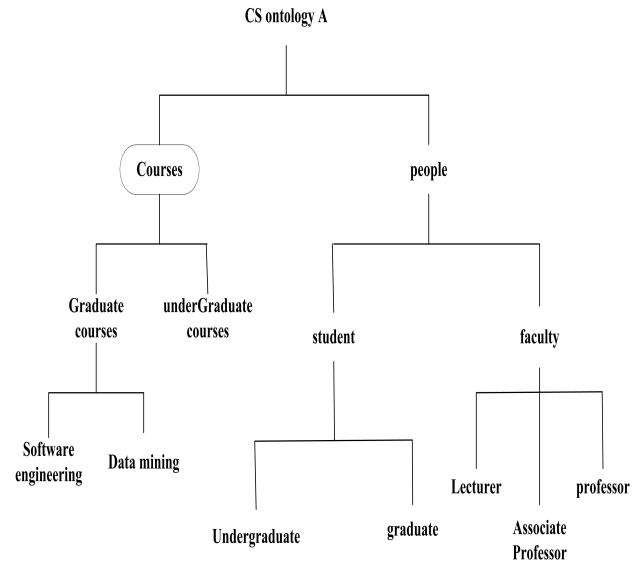 CS ontology A
Courses
people
Graduate
courses
underGraduate
courses
student
faculty
Software
engineering
Data mining
Lecturer
professor
Undergraduate
graduate
Associate
Professor